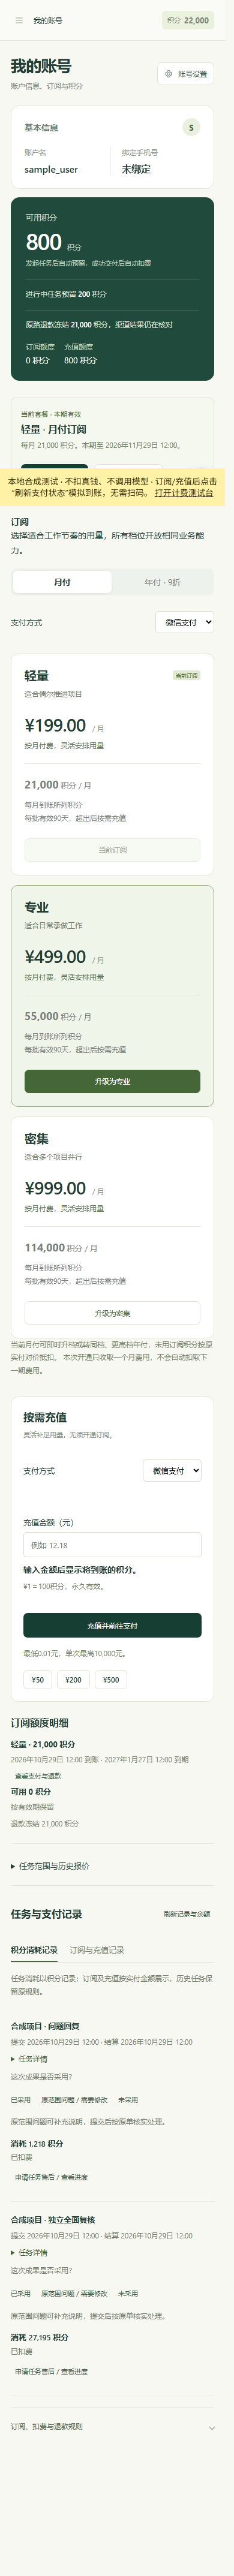 我的账号
积分 22,000
我的账号
账户信息、订阅与积分
账号设置
基本信息
S
账户名
绑定手机号
sample_user
未绑定
可用积分
800 积分
发起任务后自动预留，成功交付后自动扣费
进行中任务预留 200 积分
原路退款冻结 21,000 积分，渠道结果仍在核对
订阅额度
充值额度
0 积分
800 积分
当前套餐 · 本期有效
轻量 · 月付订阅
每月 21,000 积分。本期至 2026年11月29日 12:00。
本地合成测试 · 不扣真钱、不调用模型 · 订阅/充值后点击
“刷新支付状态”模拟到账，无需扫码。 打开计费测试台
订阅
选择适合工作节奏的用量，所有档位开放相同业务能
力。
月付
年付 · 9折
支付方式
微信支付
轻量
当前订阅
适合偶尔推进项目
¥199.00 / 月
按月付费，灵活安排用量
21,000 积分 / 月
每月到账所列积分
每批有效90天，超出后按需充值
当前订阅
专业
适合日常承做工作
¥499.00 / 月
按月付费，灵活安排用量
55,000 积分 / 月
每月到账所列积分
每批有效90天，超出后按需充值
升级为专业
密集
适合多个项目并行
¥999.00 / 月
按月付费，灵活安排用量
114,000 积分 / 月
每月到账所列积分
每批有效90天，超出后按需充值
升级为密集
当前月付可即时升档或转同档、更高档年付，未用订阅积分按原
实付对价抵扣。 本次开通只收取一个月费用，不会自动扣取下
一期费用。
按需充值
灵活补足用量，无须开通订阅。
支付方式
微信支付
充值金额（元）
例如 12.18
输入金额后显示将到账的积分。
¥1 = 100积分，永久有效。
充值并前往支付
最低0.01元，单次最高10,000元。
¥50
¥200
¥500
订阅额度明细
轻量 · 21,000 积分
2026年10月29日 12:00 到账 · 2027年1月27日 12:00 到期
查看支付与退款
可用 0 积分
按有效期保留
退款冻结 21,000 积分
任务范围与历史报价
任务与支付记录
刷新记录与余额
积分消耗记录
订阅与充值记录
任务消耗以积分记录；订阅及充值按实付金额展示，历史任务保
留原规则。
合成项目 · 问题回复
提交 2026年10月29日 12:00 · 结算 2026年10月29日 12:00
任务详情
这次成果是否采用？
已采用
原范围问题 / 需要修改
未采用
原范围问题可补充说明，提交后按原单核实处理。
消耗 1,218 积分
已扣费
申请任务售后 / 查看进度
合成项目 · 独立全面复核
提交 2026年10月29日 12:00 · 结算 2026年10月29日 12:00
任务详情
这次成果是否采用？
已采用
原范围问题 / 需要修改
未采用
原范围问题可补充说明，提交后按原单核实处理。
消耗 27,195 积分
已扣费
申请任务售后 / 查看进度
订阅、扣费与退款规则